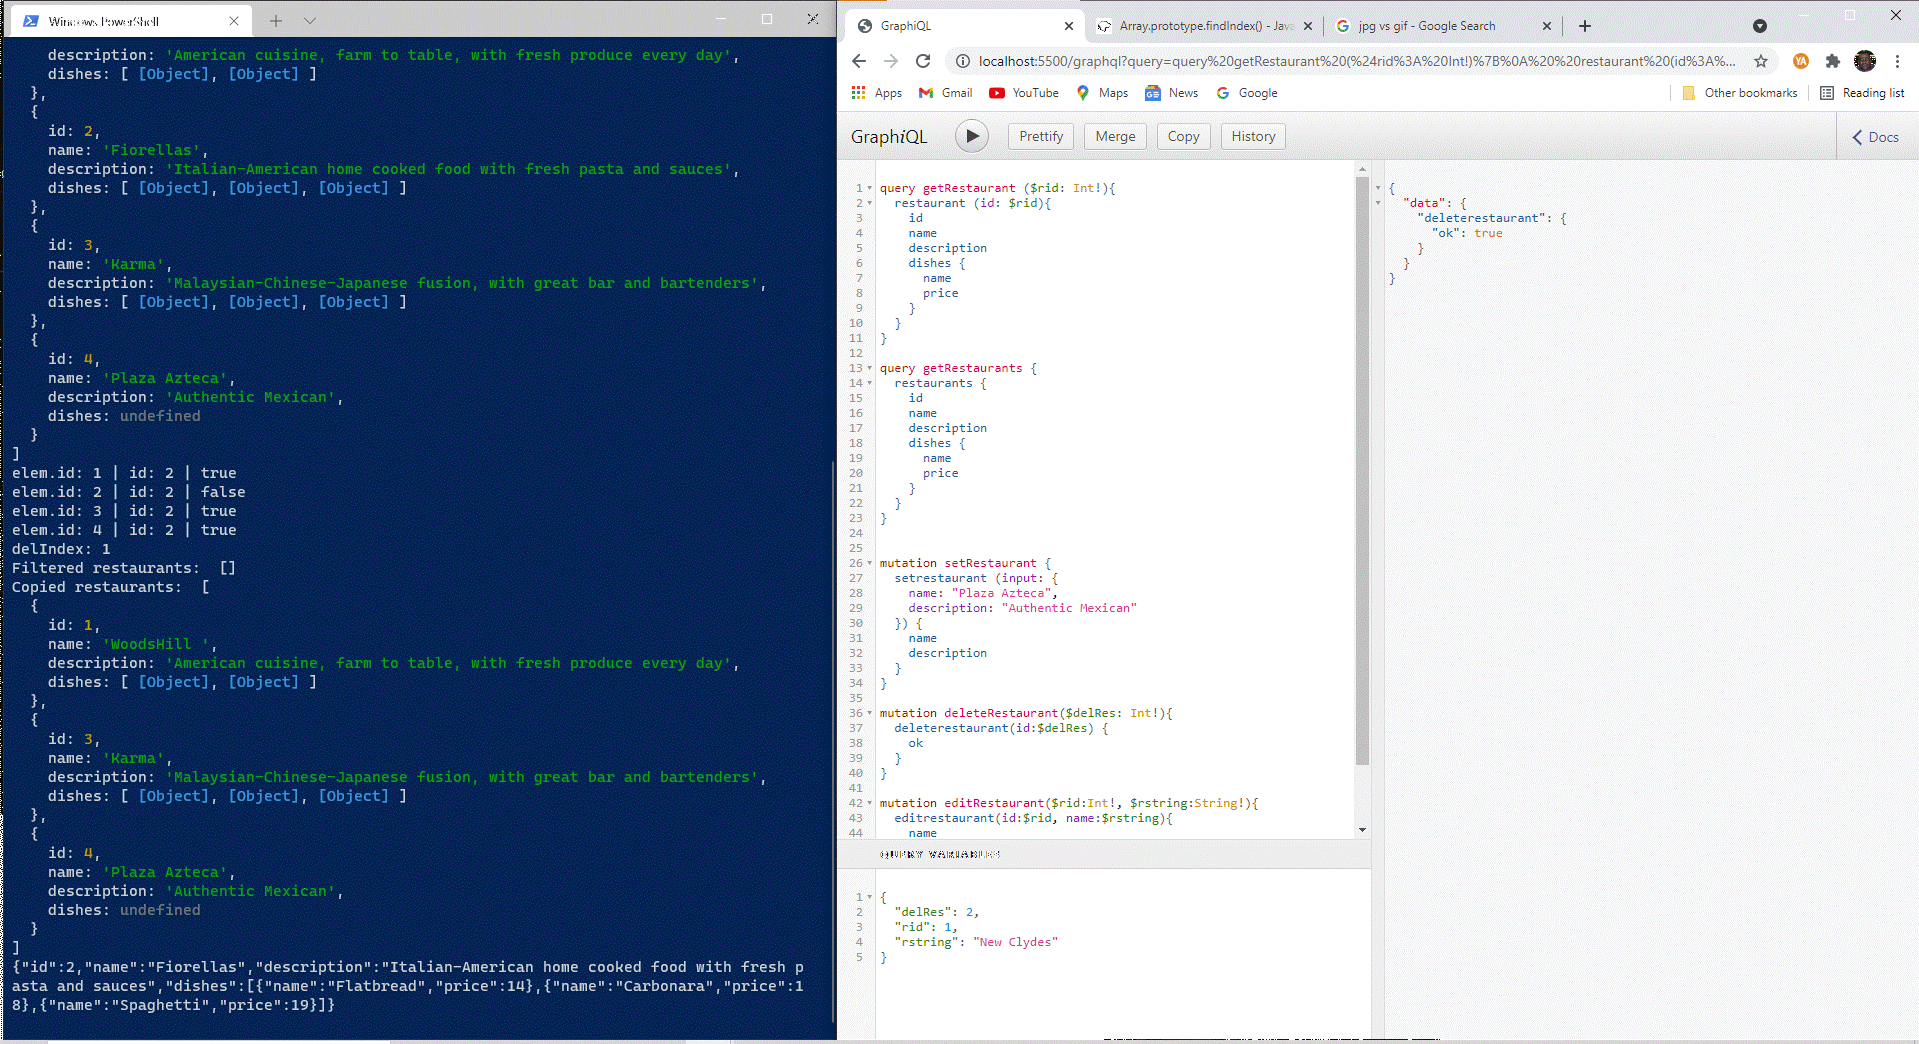 Windows PowerShell
description: 'American cuisine, farm to table, with fresh produce every day',
dishes: [ [Object], [Object] ]
},
{
id: 2,
name: 'Fiorellas',
description: 'Italian-American home cooked food with fresh pasta and sauces',
dishes: [ [Object], [Object], [Object] ]
},
{
id: 3,
name: 'Karma',
description: 'Malaysian-Chinese-Japanese fusion, with great bar and bartenders',
dishes: [ [Object], [Object], [Object] ]
},
{
id: 4,
name: 'Plaza Azteca',
description: 'Authentic Mexican',
dishes: undefined
}
]
elem.id: 1 | id: 2 | true
elem.id: 2 | id: 2 | false
elem.id: 3 | id: 2 | true
elem.id: 4 | id: 2 | true
delIndex: 1
Filtered restaurants:  []
Copied restaurants:  [
{
id: 1,
name: 'WoodsHill ',
description: 'American cuisine, farm to table, with fresh produce every day',
dishes: [ [Object], [Object] ]
},
{
id: 3,
name: 'Karma',
description: 'Malaysian-Chinese-Japanese fusion, with great bar and bartenders',
dishes: [ [Object], [Object], [Object] ]
},
{
id: 4,
name: 'Plaza Azteca',
description: 'Authentic Mexican',
dishes: undefined
}
]
{"id":2,"name":"Fiorellas","description":"Italian-American home cooked food with fresh p
asta and sauces","dishes":[{"name":"Flatbread","price":14},{"name":"Carbonara","price":1
8},{"name":"Spaghetti","price":19}]}
GraphiQL
Array.prototype.findIndex() - Java
jpg vs gif - Google Search
localhost:5500/graphql?query=query%20getRestaurant%20(%24rid%3A%20Int!)%7B%0A%20%20restaurant%20(id%3A%...
YA
Apps
Gmail
YouTube
Maps
News
Google
Other bookmarks
Reading list
GraphiQL
Prettify
Merge
Copy
History
Docs
1 query getRestaurant ($rid: Int!){
2 restaurant (id: $rid){
3 id
4 name
5 description
6 dishes {
7 name
8 price
9 }
10 }
11 }
12
13 query getRestaurants {
14 restaurants {
15 id
16 name
17 description
18 dishes {
19 name
20 price
21 }
22 }
23 }
24
25
26 mutation setRestaurant {
27 setrestaurant (input: {
28 name: "Plaza Azteca",
29 description: "Authentic Mexican"
30 }) {
31 name
32 description
33 }
34 }
35
36 mutation deleteRestaurant($delRes: Int!){
37 deleterestaurant(id:$delRes) {
38 ok
39 }
40 }
41
42 mutation editRestaurant($rid:Int!, $rstring:String!){
43 editrestaurant(id:$rid, name:$rstring){
44 name
QUERY VARIABLES
1 {
2 "delRes": 2,
3 "rid": 1,
4 "rstring": "New Clydes"
5 }
{
"data": {
"deleterestaurant": {
"ok": true
}
}
}